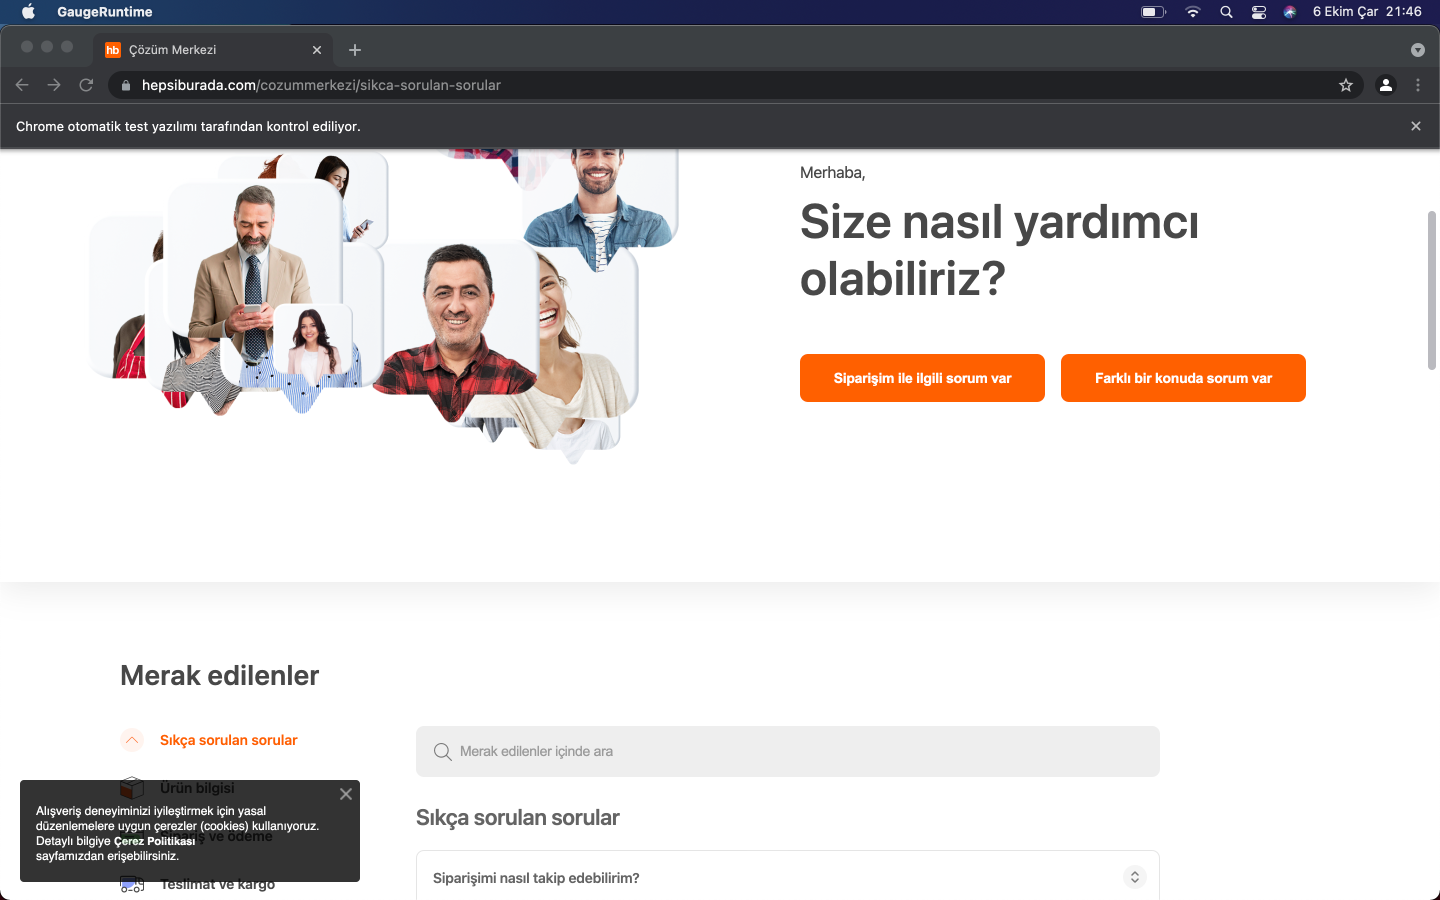 GaugeRuntime
6 Ekim Çar 21:46
hb Çözüm Merkezi
hepsiburada.com/cozummerkezi/sikca-sorulan-sorular
Chrome otomatik test yazılımı tarafından kontrol ediliyor.
Merhaba,
Size nasıl yardımcı
olabiliriz?
Siparişim ile ilgili sorum var
Farklı bir konuda sorum var
Merak edilenler
Sıkça sorulan sorular
Ürün bilgisi
Sipariş ve ödeme
Teslimat ve kargo
Alışveriş deneyiminizi iyileştirmek için yasal
düzenlemelere uygun çerezler (cookies) kullanıyoruz.
Detaylı bilgiye Çerez Politikası
sayfamızdan erişebilirsiniz.
Merak edilenler içinde ara
Sıkça sorulan sorular
Siparişimi nasıl takip edebilirim?